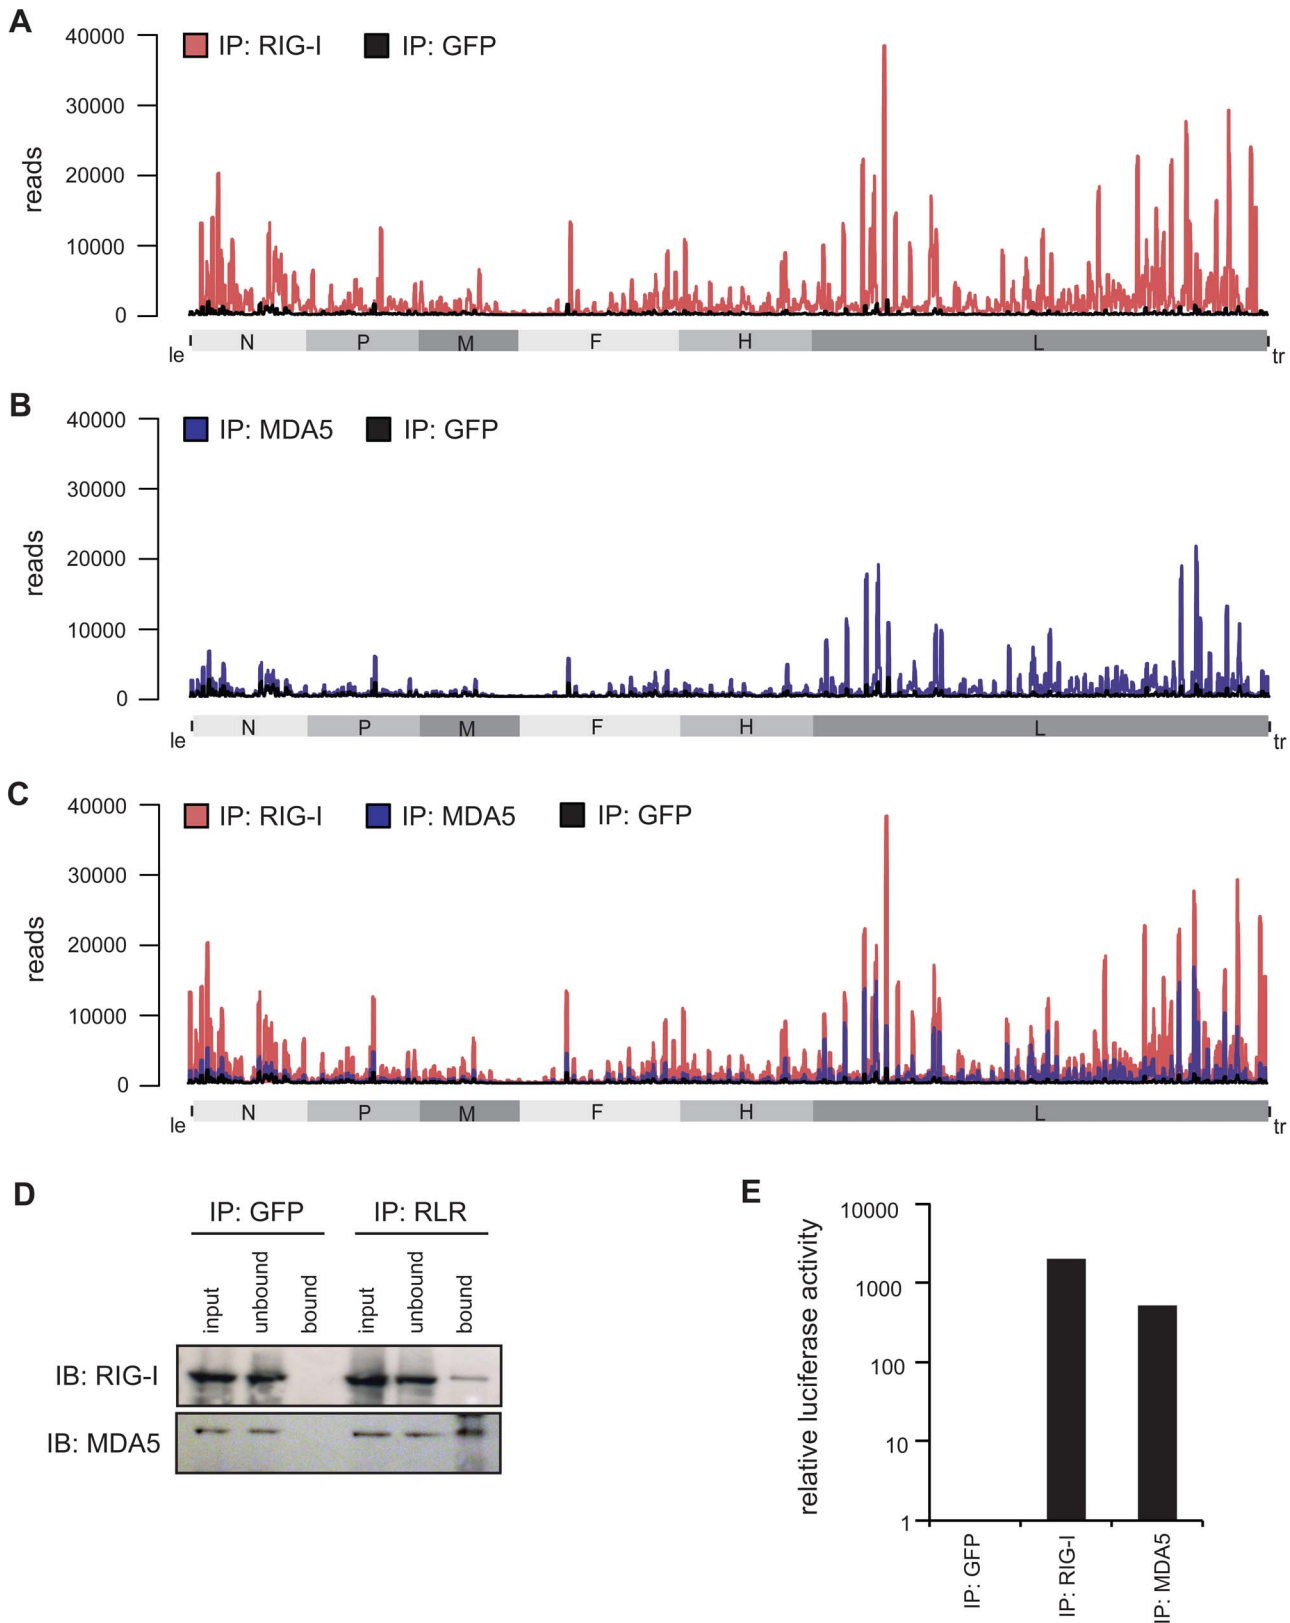 A
40000
30000
20000
10000
0
reads
IP: RIG-I IP: GFP
le N P M F H L tr
B
40000
30000
20000
10000
0
reads
IP: MDA5 IP: GFP
le N P M F H L tr
C
40000
30000
20000
10000
0
reads
IP: RIG-I IP: MDA5 IP: GFP
le N P M F H L tr
D
IP: GFP IP: RLR
input unbound bound input unbound bound
IB: RIG-I
IB: MDA5
E
relative luciferase activity
10000
1000
100
10
1
IP: GFP
IP: RIG-I
IP: MDA5